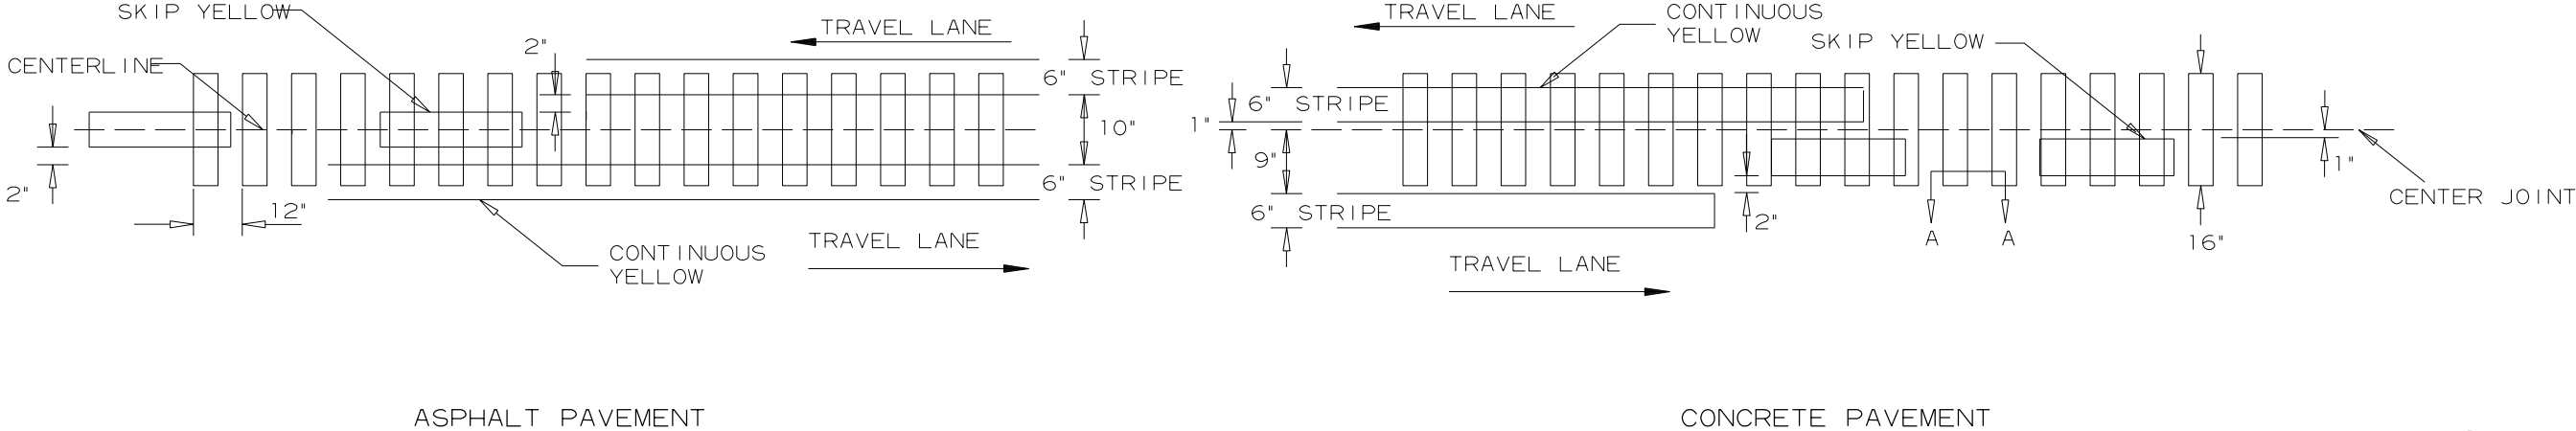 SKIP YELLOW
2"
TRAVEL LANE
CENTERLINE
6" STRIPE
10"
2"
6" STRIPE
12"
TRAVEL LANE
CONTINUOUS
YELLOW
ASPHALT PAVEMENT
TRAVEL LANE
CONTINUOUS
YELLOW
SKIP YELLOW
6" STRIPE
1"
9"
1"
CENTER JOINT
6" STRIPE
2"
A
A
16"
TRAVEL LANE
CONCRETE PAVEMENT